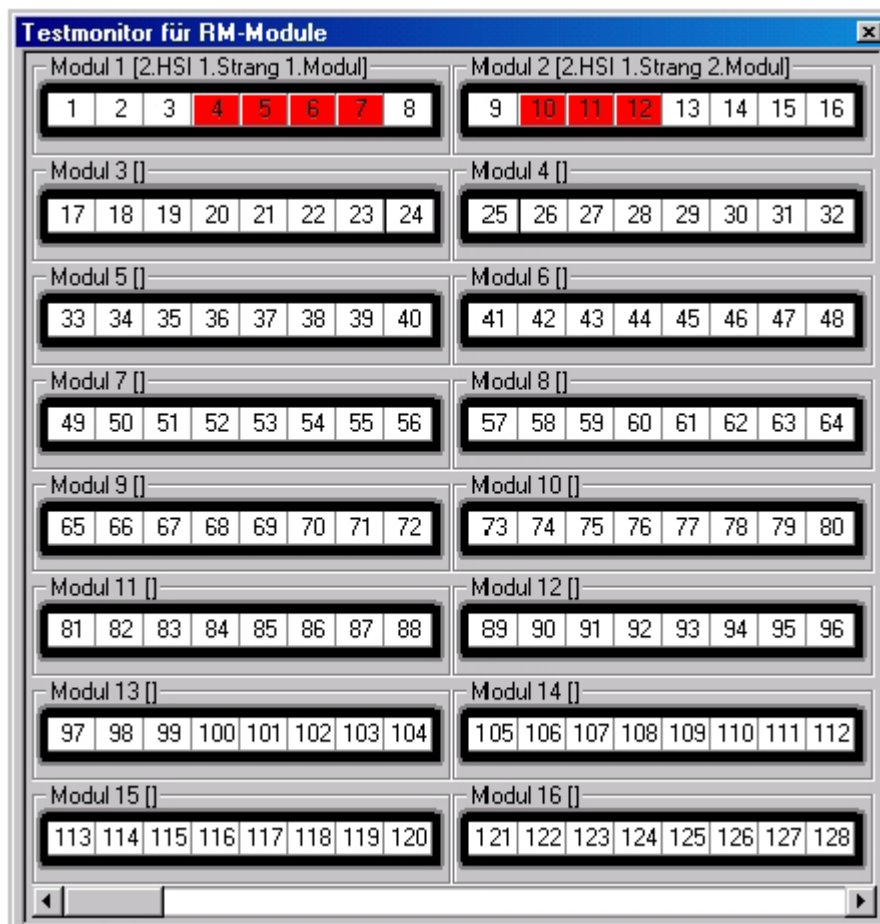 Testmonitor für RM-Module
Modul 1 [2.HSI 1.Strang 1.Modul]
1 2 3 4 5 6 7 8
Modul 2 [2.HSI 1.Strang 2.Modul]
9 10 11 12 13 14 15 16
Modul 3 []
17 18 19 20 21 22 23 24
Modul 4 []
25 26 27 28 29 30 31 32
Modul 5 []
33 34 35 36 37 38 39 40
Modul 6 []
41 42 43 44 45 46 47 48
Modul 7 []
49 50 51 52 53 54 55 56
Modul 8 []
57 58 59 60 61 62 63 64
Modul 9 []
65 66 67 68 69 70 71 72
Modul 10 []
73 74 75 76 77 78 79 80
Modul 11 []
81 82 83 84 85 86 87 88
Modul 12 []
89 90 91 92 93 94 95 96
Modul 13 []
97 98 99 100 101 102 103 104
Modul 14 []
105 106 107 108 109 110 111 112
Modul 15 []
113 114 115 116 117 118 119 120
Modul 16 []
121 122 123 124 125 126 127 128